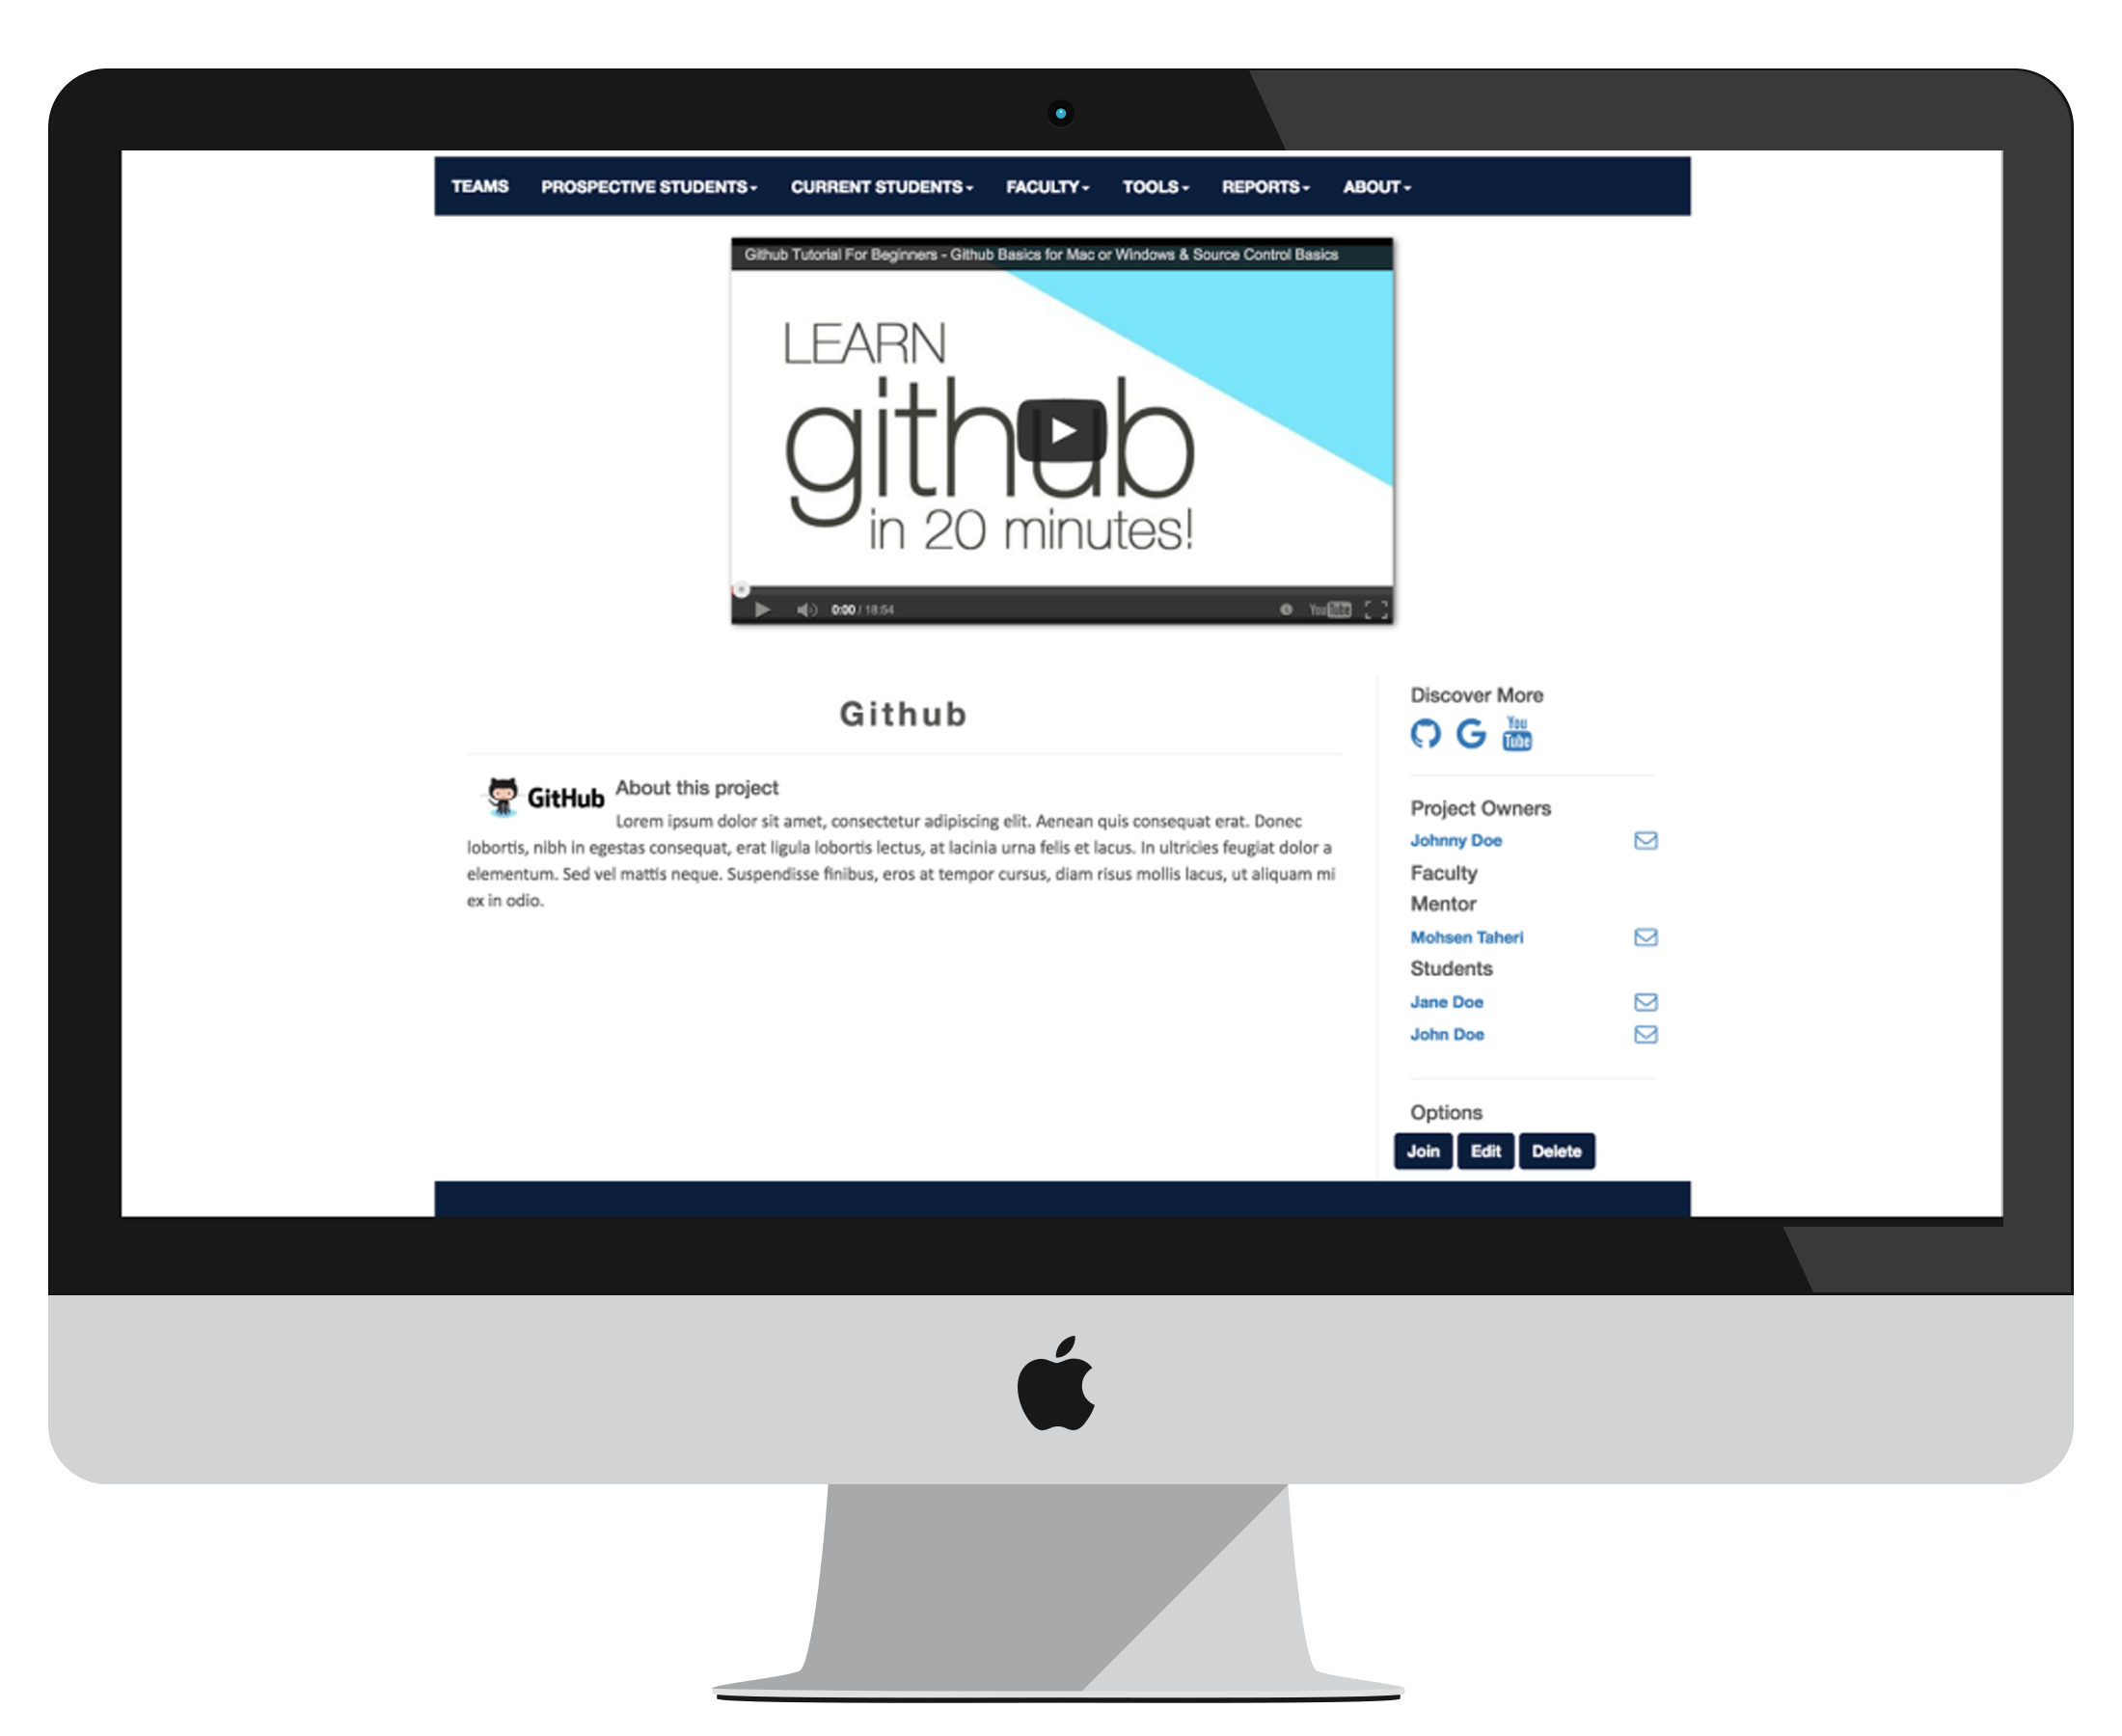 TEAMS PROSPECTIVE STUDENTS CURRENT STUDENTS FACULTY TOOLS REPORTS ABOUT
Github Tutorial For Beginners - Github Basics for Mac or Windows & Source Control Basics
LEARN
github
in 20 minutes!
0:00 / 18:54 YouTube
Github
GitHub
About this project
Lorem ipsum dolor sit amet, consectetur adipiscing elit. Aenean quis consequat erat. Donec
lobortis, nibh in egestas consequat, erat ligula lobortis lectus, at lacinia urna felis et lacus. In ultricies feugiat dolor a
elementum. Sed vel mattis neque. Suspendisse finibus, eros at tempor cursus, diam risus mollis lacus, ut aliquam mi
ex in odio.
Discover More
G You
Tube
Project Owners
Johnny Doe
Faculty
Mentor
Mohsen Taheri
Students
Jane Doe
John Doe
Options
Join Edit Delete